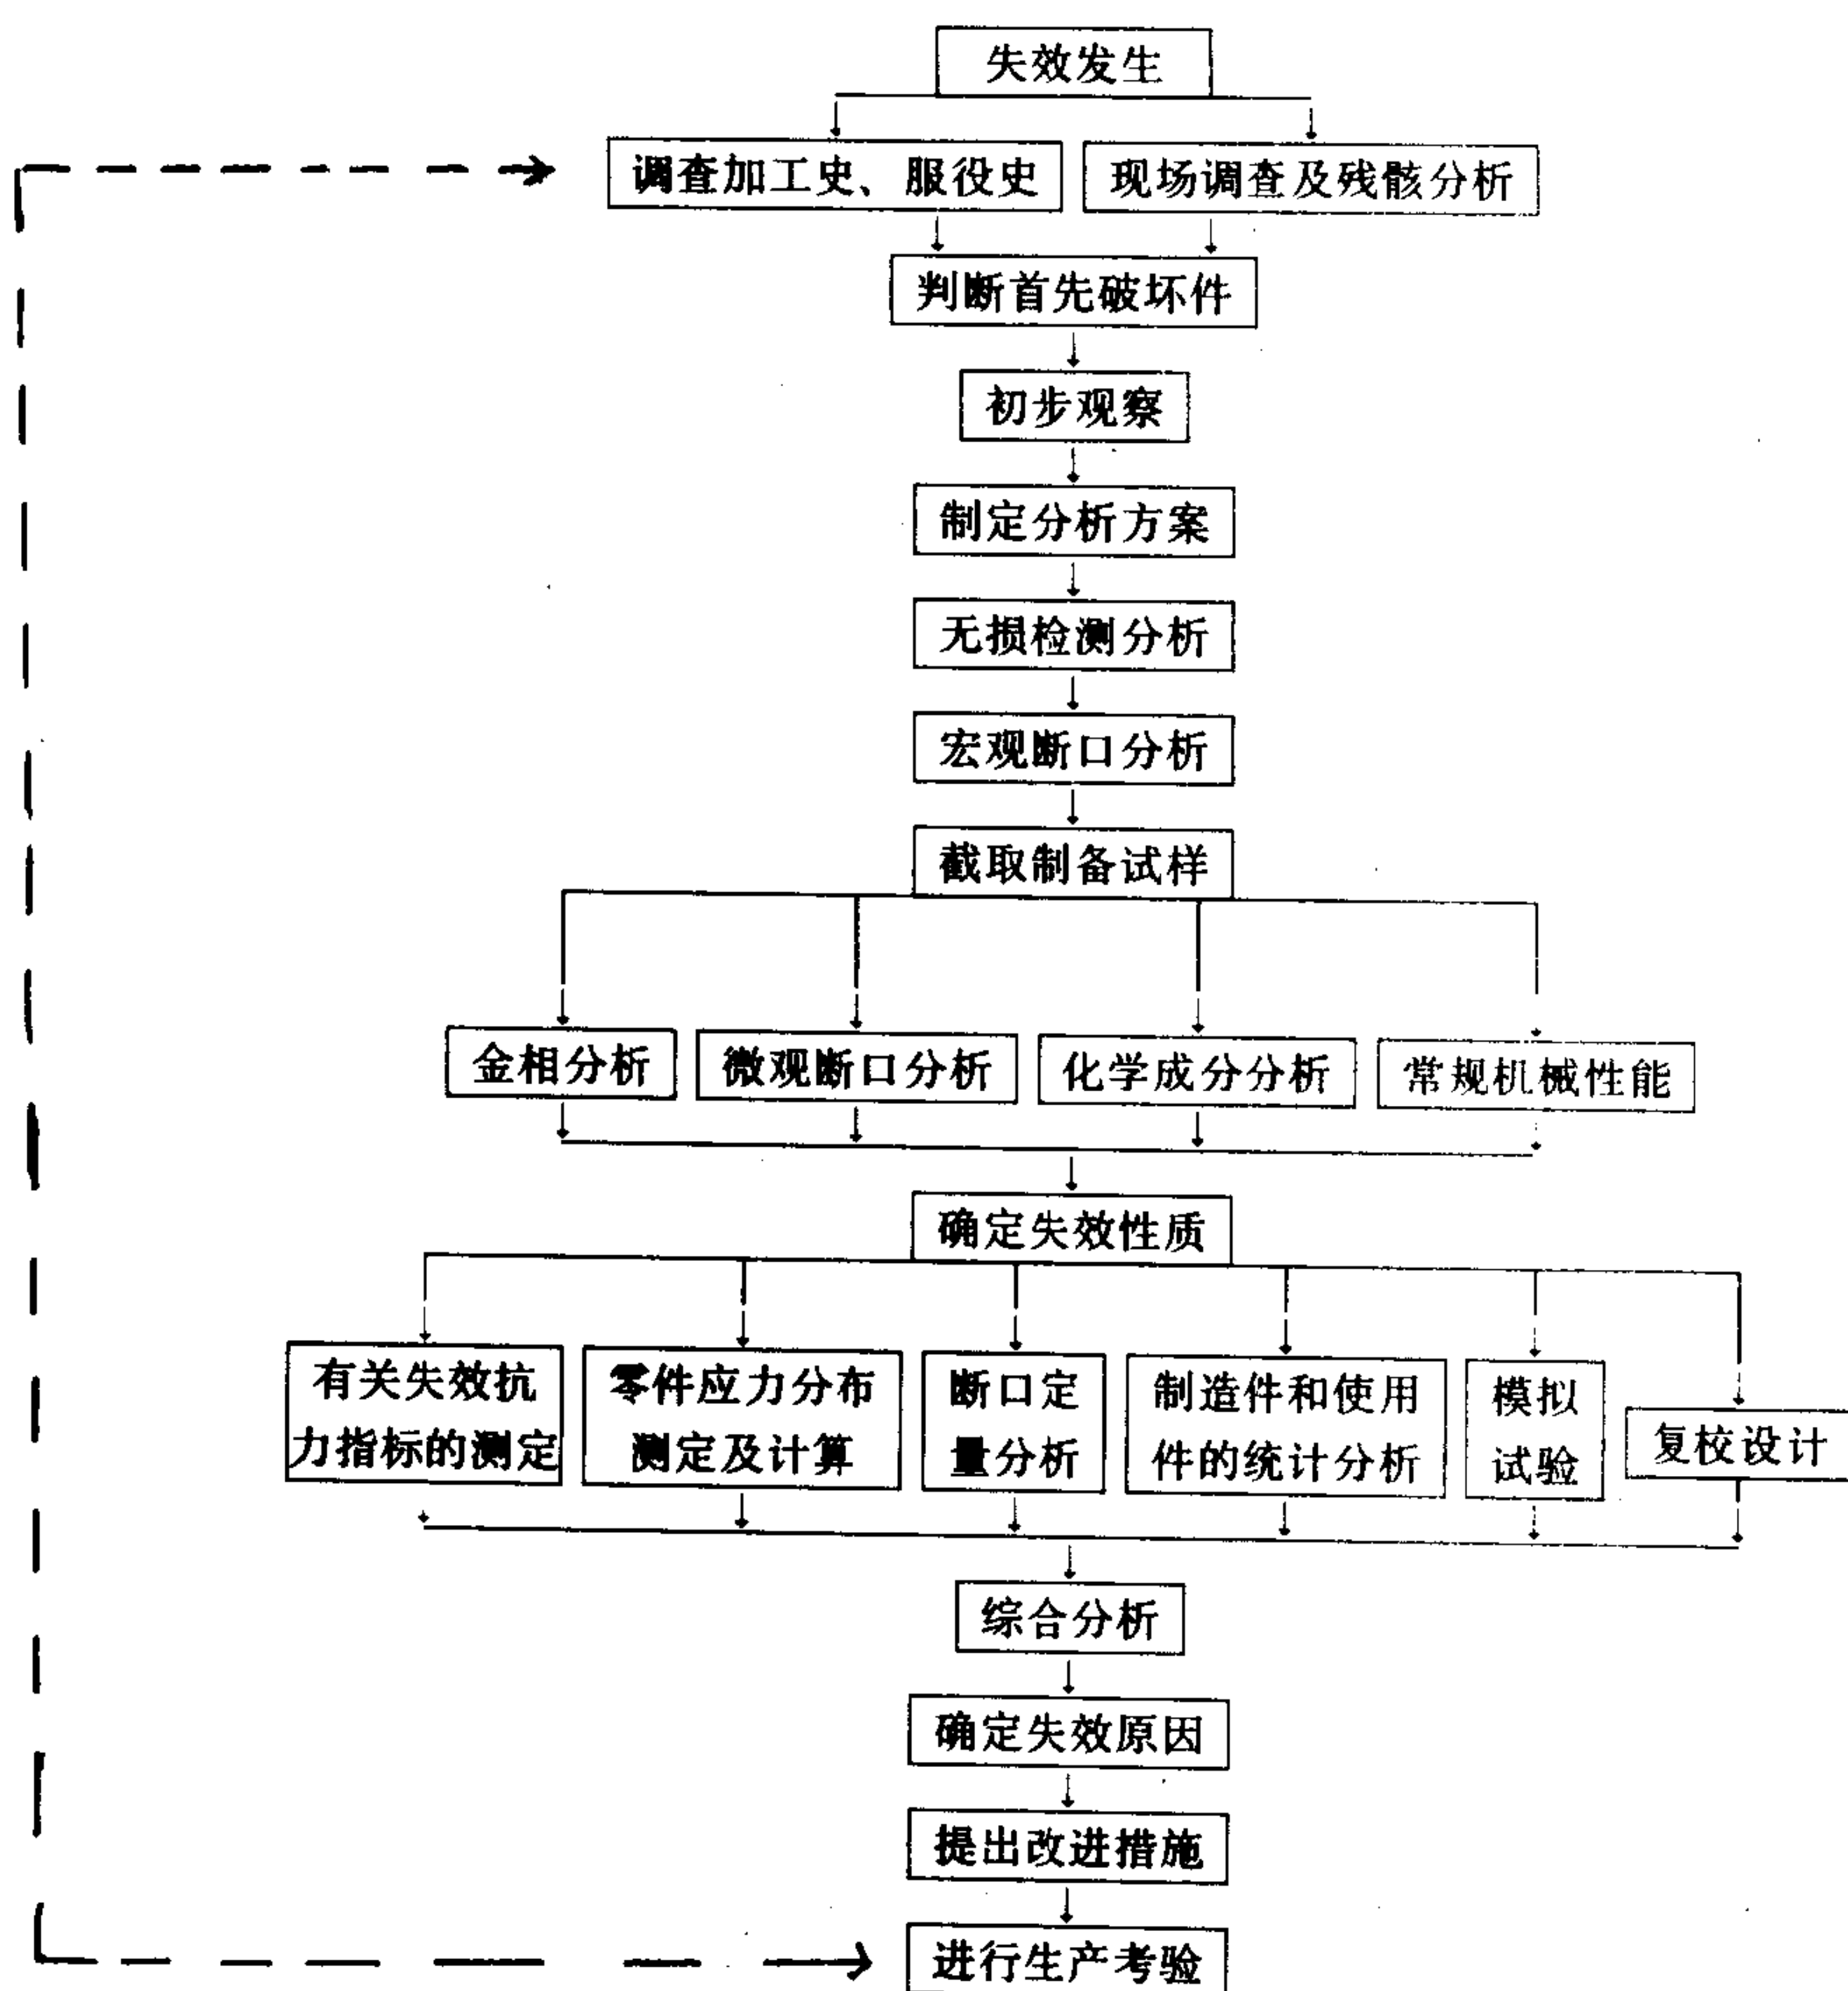 失效发生
调查加工史、服役史
现场调查及残骸分析
判断首先破坏件
初步观察
制定分析方案
无损检测分析
宏观断口分析
截取制备试样
金相分析
微观断口分析
化学成分分析
常规机械性能
确定失效性质
有关失效抗
力指标的测定
零件应力分布
测定及计算
断口定
量分析
制造件和使用
件的统计分析
模拟
试验
复校设计
综合分析
确定失效原因
提出改进措施
进行生产考验